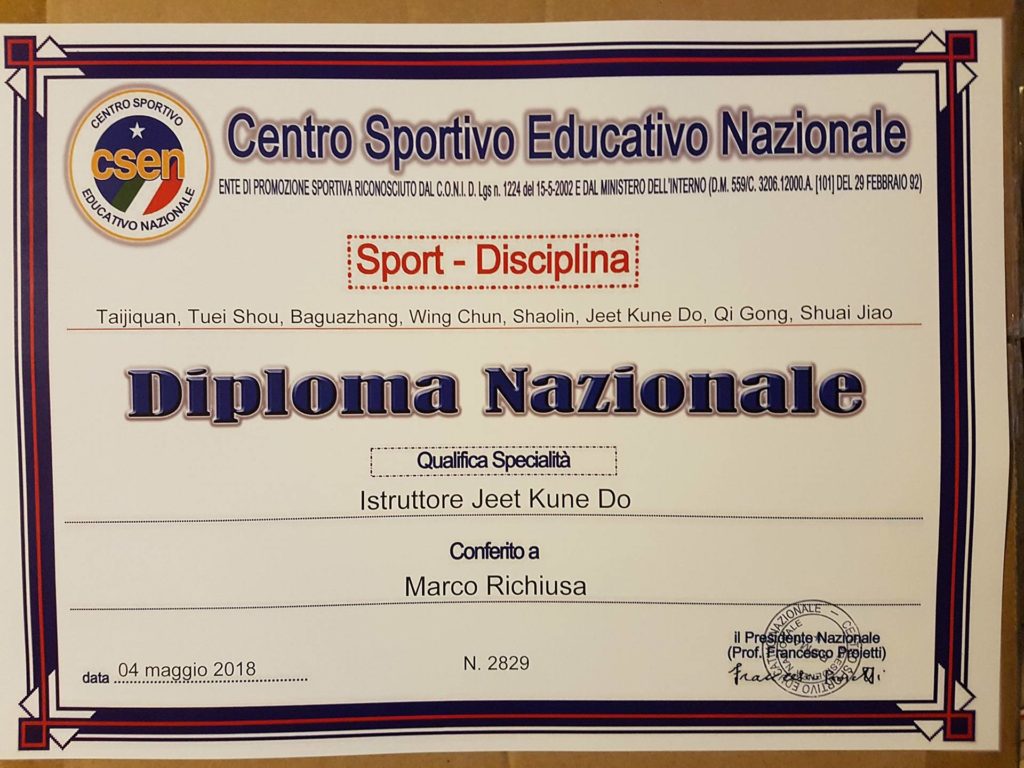 CENTRO SPORTIVO
csen
EDUCATIVO NAZIONALE
Centro Sportivo Educativo Nazionale
ENTE DI PROMOZIONE SPORTIVA RICONOSCIUTO DAL C.O.N.I. D. Lgs n. 1224 del 15-5-2002 E DAL MINISTERO DELL'INTERNO (D.M. 559/C. 3206.12000.A. [101] DEL 29 FEBBRAIO 92)
Sport - Disciplina
Taijiquan, Tuei Shou, Baguazhang, Wing Chun, Shaolin, Jeet Kune Do, Qi Gong, Shuai Jiao
Diploma Nazionale
Qualifica Specialità
Istruttore Jeet Kune Do
Conferito a
Marco Richiusa
il Presidente Nazionale
(Prof. Francesco Proietti)
data 04 maggio 2018
N. 2829